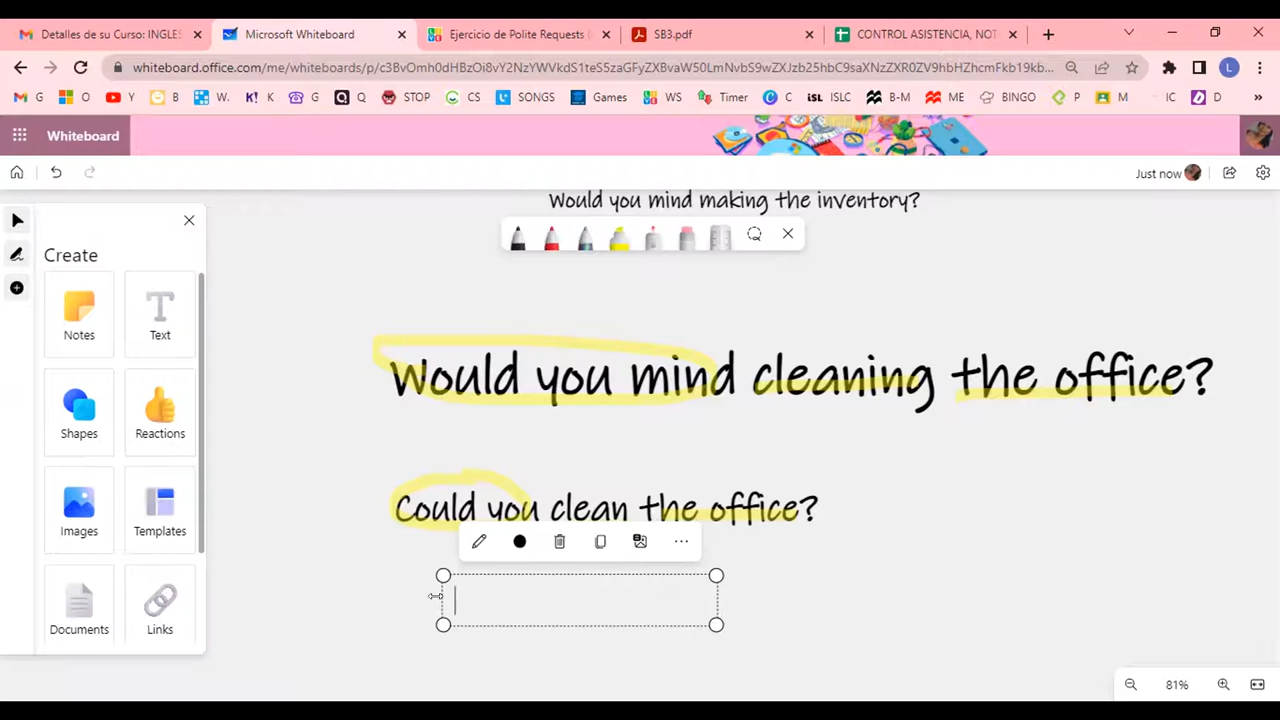 Detalles de su Curso: INGLES
Microsoft Whiteboard
Ejercicio de Polite Requests (
SB3.pdf
CONTROL ASISTENCIA, NOT
whiteboard.office.com/me/whiteboards/p/
G O Y B W. K! K G Q STOP CS SONGS Games WS Timer C ISLC B-M ME BINGO P M IC D »
Whiteboard
Just now
Would you mind making the inventory?
Create
Notes Text
Would you mind cleaning the office?
Shapes Reactions
Could you clean the office?
Images Templates
Documents Links
81%